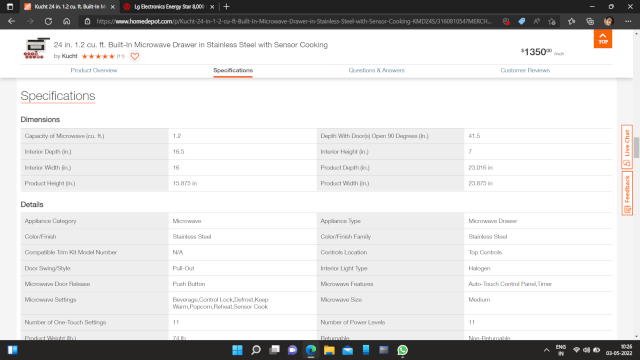 Kucht 24 in. 1.2 cu. ft. Built-In M
Lg Electronics Energy Star 8,000
https://www.homedepot.com/p/Kucht-24-in-1-2-cu-ft-Built-In-Microwave-Drawer-in-Stainless-Steel-with-Sensor-Cooking-KMD24S/316081054?MERCH...
24 in. 1.2 cu. ft. Built-In Microwave Drawer in Stainless Steel with Sensor Cooking
by Kucht (11)
$1350.00 /each
TOP
Product Overview Specifications Questions & Answers Customer Reviews
Specifications
Dimensions
Capacity of Microwave (cu. ft.) 1.2 Depth With Door(s) Open 90 Degrees (in.) 41.5
Interior Depth (in.) 16.5 Interior Height (in.) 7
Interior Width (in.) 16 Product Depth (in.) 23.016 in
Product Height (in.) 15.875 in Product Width (in.) 23.875 in
Details
Appliance Category Microwave Appliance Type Microwave Drawer
Color/Finish Stainless Steel Color/Finish Family Stainless Steel
Compatible Trim Kit Model Number N/A Controls Location Top Controls
Door Swing/Style Pull-Out Interior Light Type Halogen
Microwave Door Release Push Button Microwave Features Auto-Touch Control Panel,Timer
Microwave Settings Beverage,Control Lock,Defrost,Keep Warm,Popcorn,Reheat,Sensor Cook Microwave Size Medium
Number of One-Touch Settings 11 Number of Power Levels 11
Product Weight (lb.) 74 lb Returnable Non-Returnable
Live Chat
Feedback
ENG
IN
10:26
03-05-2022